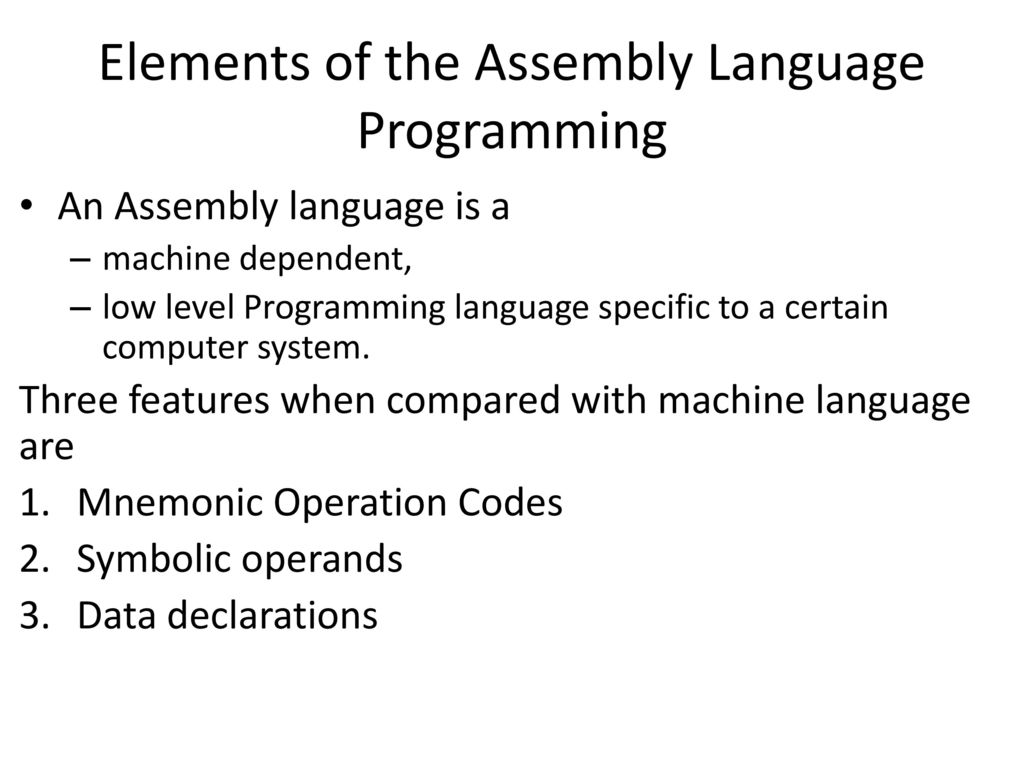 Elements of the Assembly Language
Programming
• An Assembly language is a
– machine dependent,
– low level Programming language specific to a certain
computer system.
Three features when compared with machine language
are
1. Mnemonic Operation Codes
2. Symbolic operands
3. Data declarations